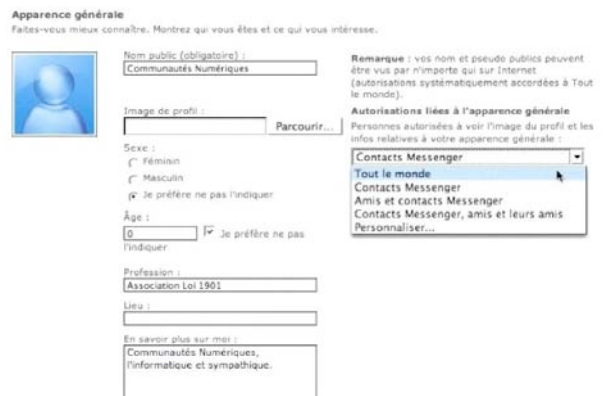 Apparence générale
Faites-vous mieux connaître. Montrez qui vous êtes et ce qui vous intéresse.
Nom public (obligatoire) :
Communautés Numériques
Image de profil :
Parcourir...
Sexe :
Féminin
Masculin
Je préfère ne pas l'indiquer
Âge :
0
Je préfère ne pas
l'indiquer
Profession :
Association Loi 1901
Lieu :
En savoir plus sur moi :
Communautés Numériques,
l'informatique et sympathique.
Remarque : vos nom et pseudo publics peuvent
être vus par n'importe qui sur Internet
(autorisations systématiquement accordées à Tout
le monde).
Autorisations liées à l'apparence générale
Personnes autorisées à voir l'image du profil et les
infos relatives à votre apparence générale :
Contacts Messenger
Tout le monde
Contacts Messenger
Amis et contacts Messenger
Contacts Messenger, amis et leurs amis
Personnaliser...